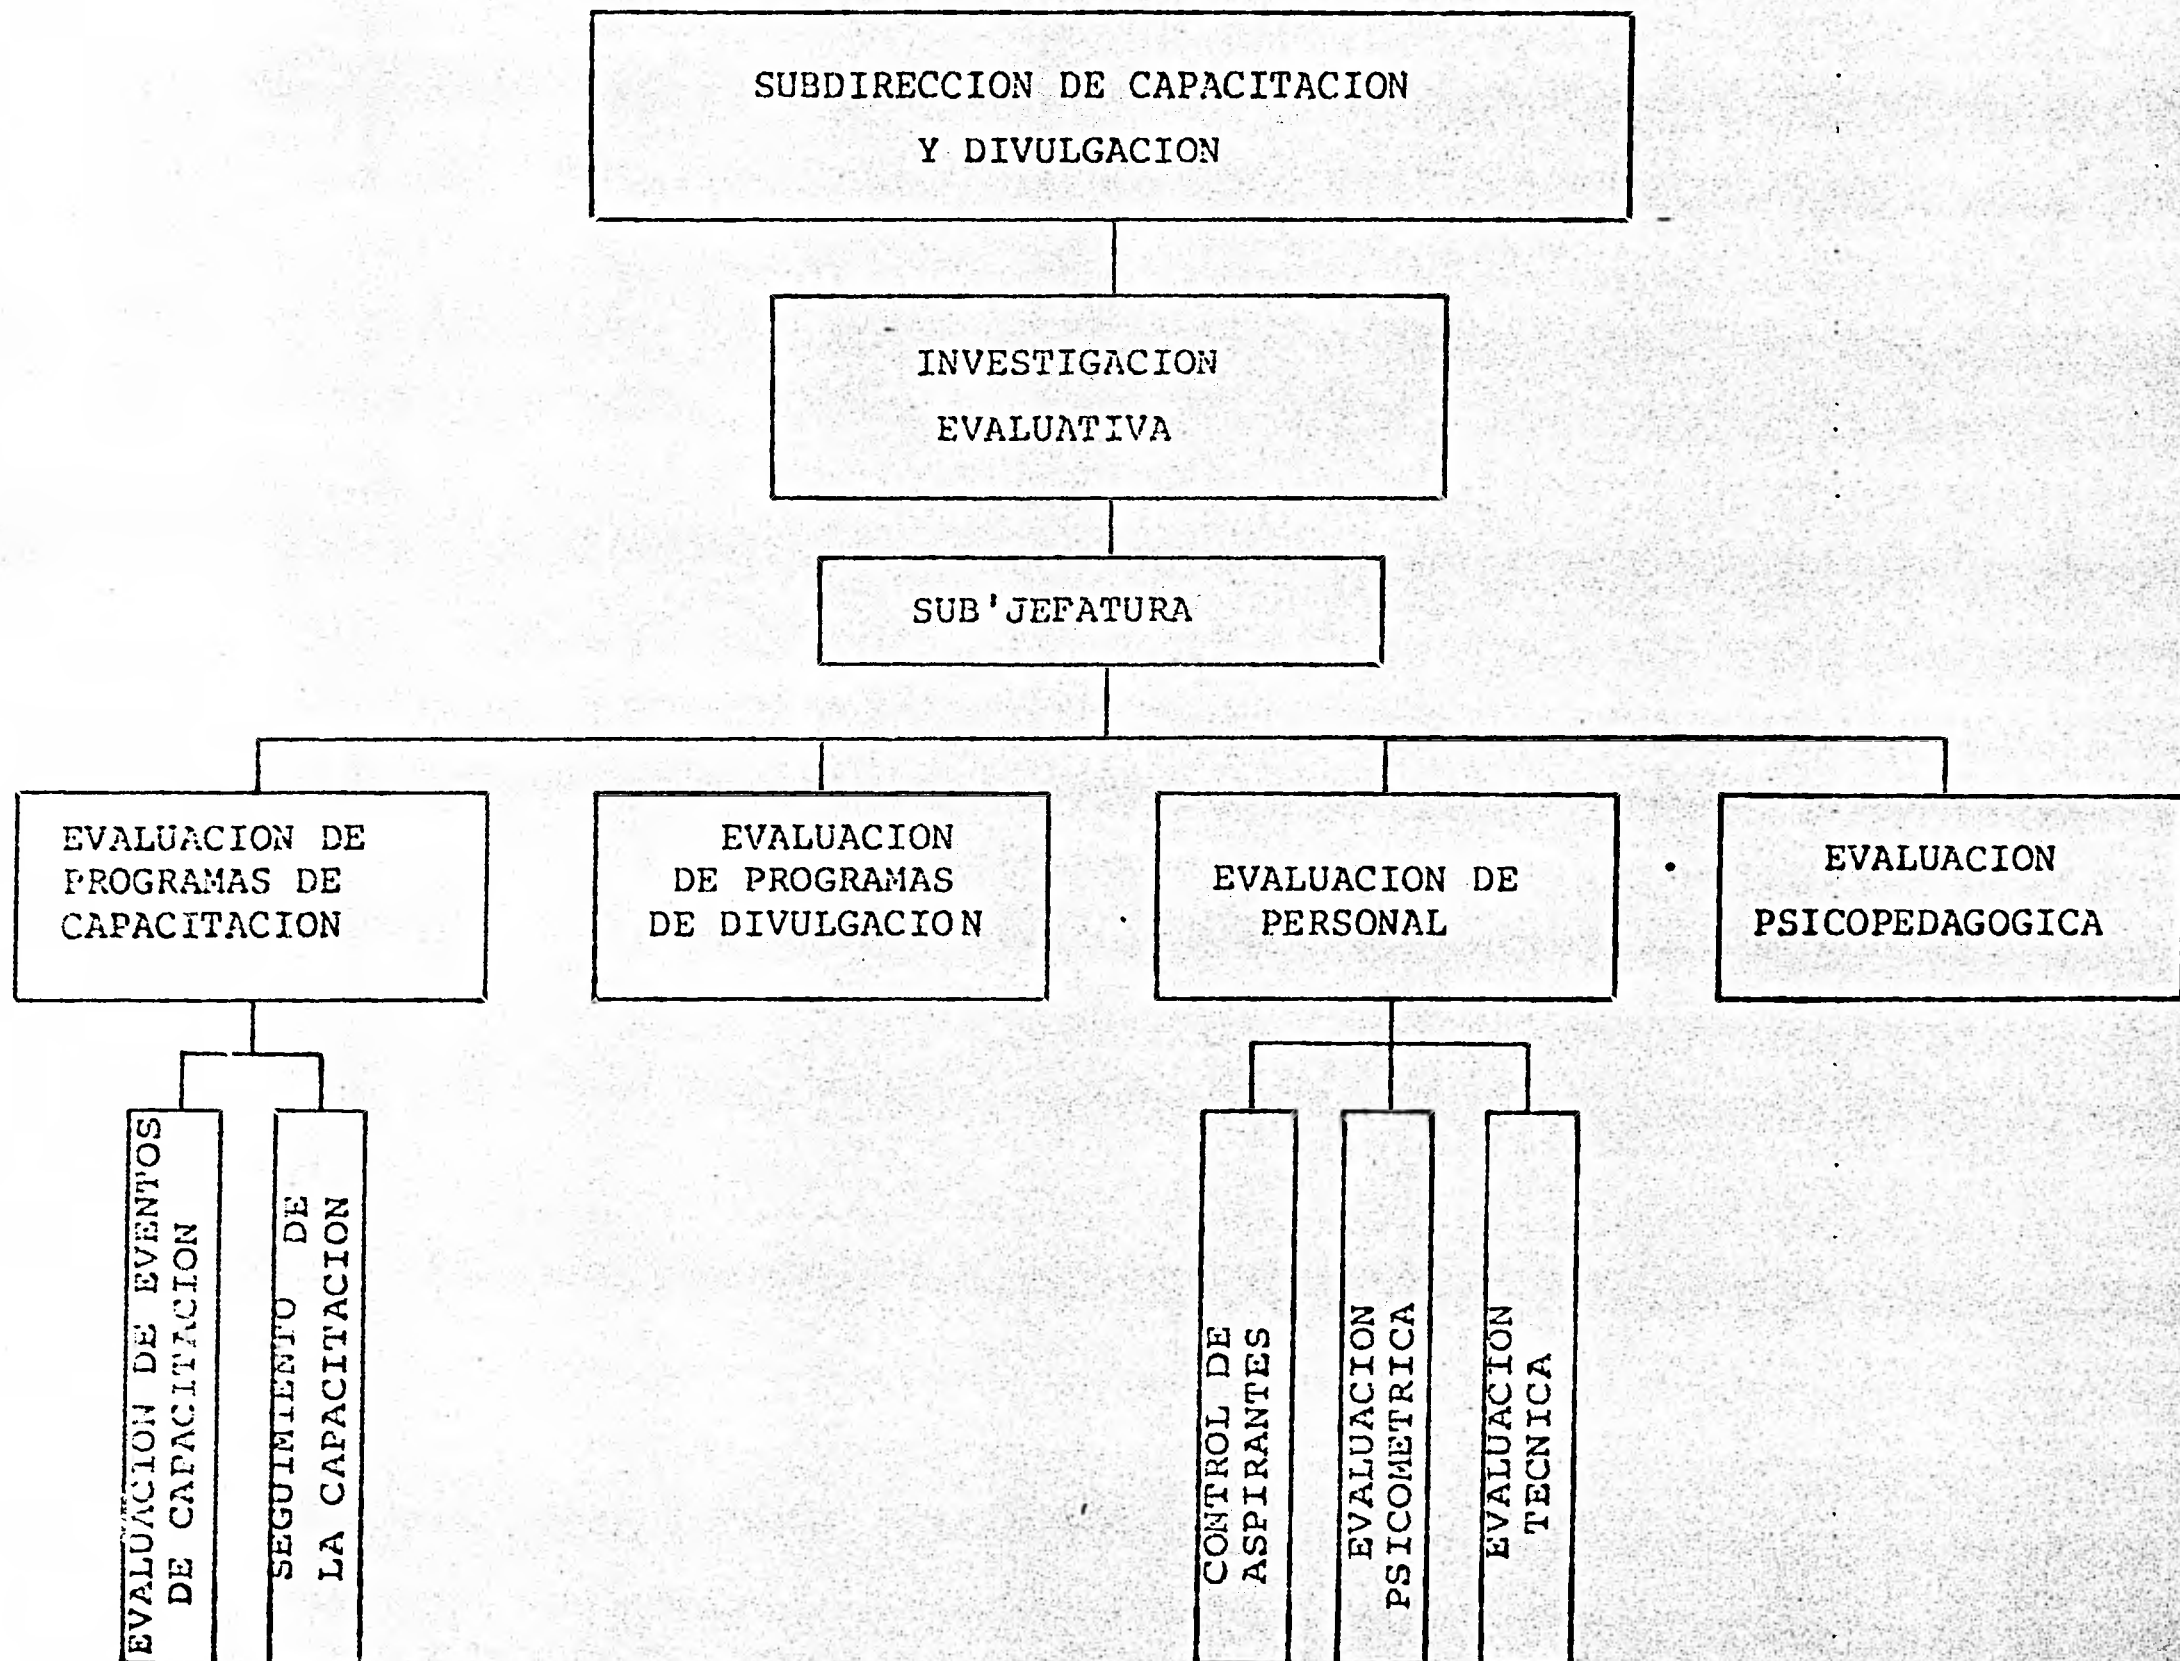 SUBDIRECCION DE CAPACITACION
Y DIVULGACION
INVESTIGACION
EVALUATIVA
SUB'JEFATURA
EVALUACION DE
PROGRAMAS DE
CAPACITACION
EVALUACION
DE PROGRAMAS
DE DIVULGACION
EVALUACION DE
PERSONAL
EVALUACION
PSICOPEDAGOGICA
EVALUACION DE EVENTOS
DE CAPACITACION
SEGUIMIENTO DE
LA CAPACITACION
CONTROL DE
ASPIRANTES
EVALUACION
PSICOMETRICA
EVALUACION
TECNICA